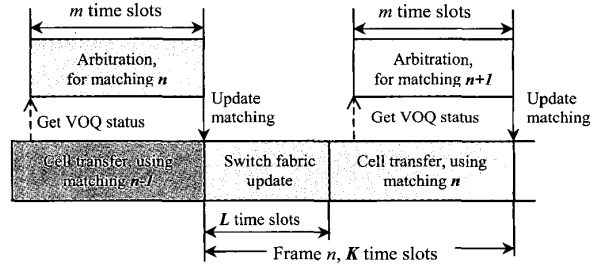 m time slots
m time slots
Arbitration,
for matching n
Arbitration,
for matching n+1
Update
matching
Update
matching
Get VOQ status
Get VOQ status
Cell transfer, using
matching n-1
Switch fabric
update
Cell transfer, using
matching n
L time slots
Frame n, K time slots